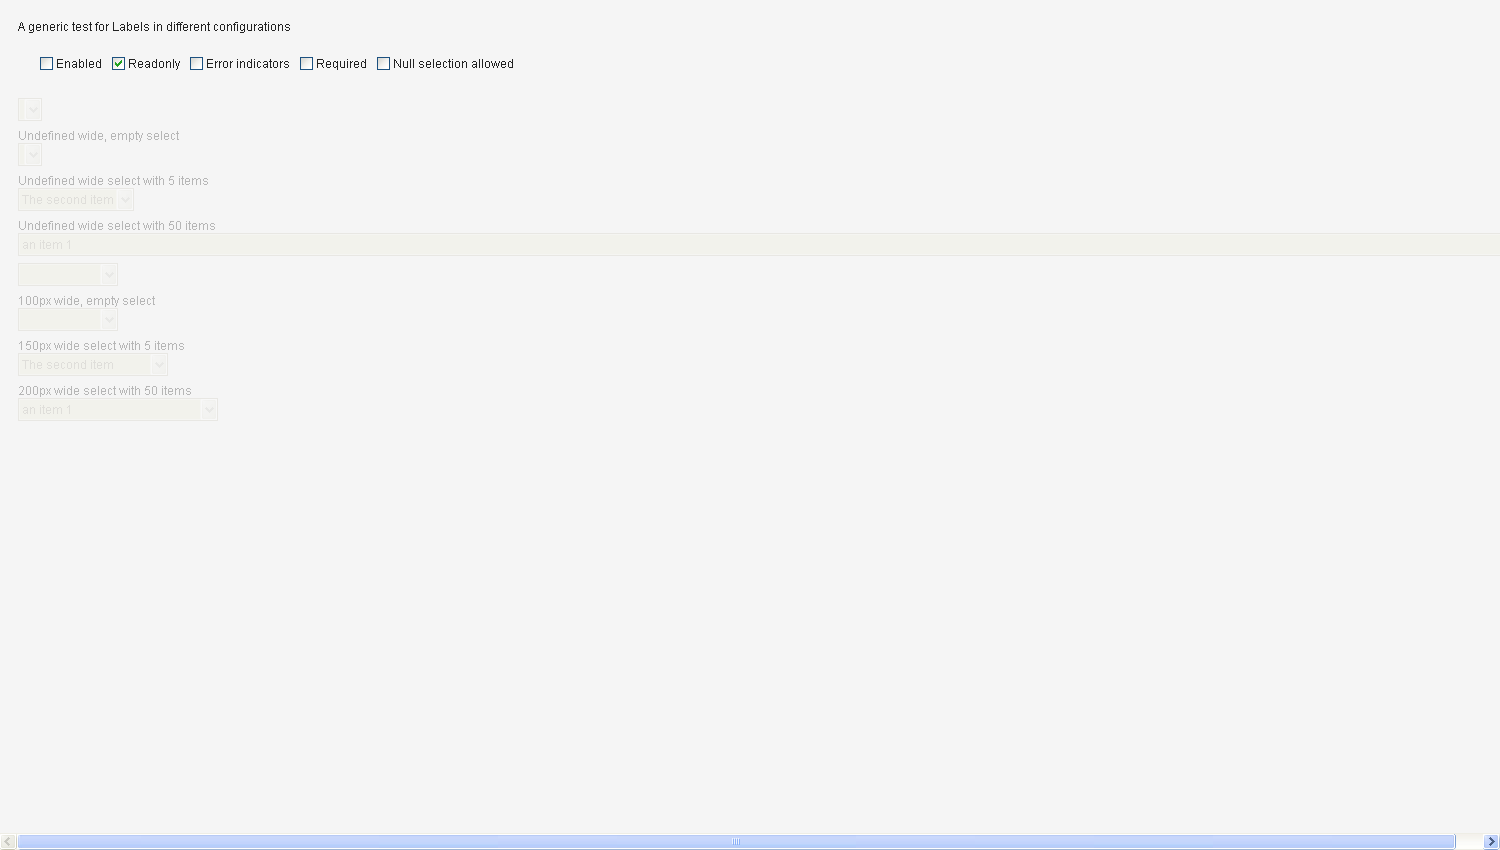 A generic test for Labels in different configurations
Enabled Readonly Error indicators Required Null selection allowed
Undefined wide, empty select
Undefined wide select with 5 items
The second item
Undefined wide select with 50 items
an item 1
100px wide, empty select
150px wide select with 5 items
The second item
200px wide select with 50 items
an item 1